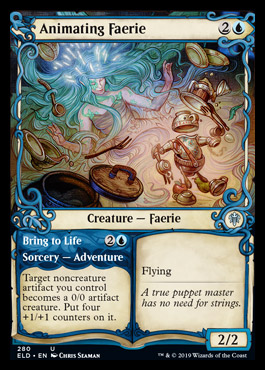 Animating Faerie 2
Creature — Faerie
Bring to Life 2
Sorcery — Adventure
Target noncreature
artifact you control
becomes a 0/0 artifact
creature. Put four
+1/+1 counters on it.
Flying
A true puppet master
has no need for strings.
2/2
280 U
ELD • EN Chris Seaman
™ & © 2019 Wizards of the Coast